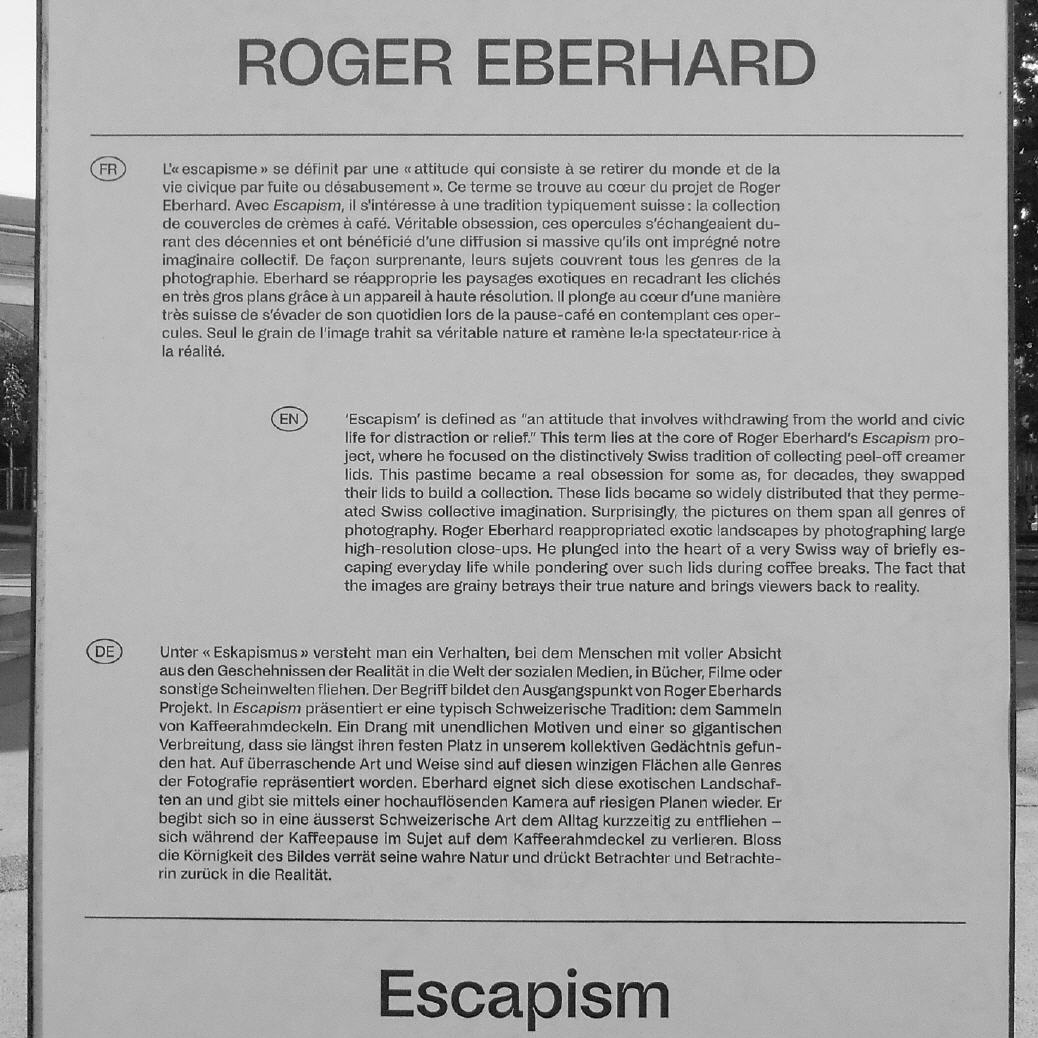 ROGER EBERHARD
FR
L'« escapisme » se définit par une « attitude qui consiste à se retirer du monde et de la
vie civique par fuite ou désabusement ». Ce terme se trouve au cœur du projet de Roger
Eberhard. Avec Escapism, il s'intéresse à une tradition typiquement suisse : la collection
de couvercles de crèmes à café. Véritable obsession, ces opercules s'échangeaient du-
rant des décennies et ont bénéficié d'une diffusion si massive qu'ils ont imprégné notre
imaginaire collectif. De façon surprenante, leurs sujets couvrent tous les genres de la
photographie. Eberhard se réapproprie les paysages exotiques en recadrant les clichés
en très gros plans grâce à un appareil à haute résolution. Il plonge au cœur d'une manière
très suisse de s'évader de son quotidien lors de la pause-café en contemplant ces oper-
cules. Seul le grain de l'image trahit sa véritable nature et ramène le·la spectateur·rice à
la réalité.
EN
'Escapism' is defined as "an attitude that involves withdrawing from the world and civic
life for distraction or relief." This term lies at the core of Roger Eberhard's Escapism pro-
ject, where he focused on the distinctively Swiss tradition of collecting peel-off creamer
lids. This pastime became a real obsession for some as, for decades, they swapped
their lids to build a collection. These lids became so widely distributed that they perme-
ated Swiss collective imagination. Surprisingly, the pictures on them span all genres of
photography. Roger Eberhard reappropriated exotic landscapes by photographing large
high-resolution close-ups. He plunged into the heart of a very Swiss way of briefly es-
caping everyday life while pondering over such lids during coffee breaks. The fact that
the images are grainy betrays their true nature and brings viewers back to reality.
DE
Unter « Eskapismus » versteht man ein Verhalten, bei dem Menschen mit voller Absicht
aus den Geschehnissen der Realität in die Welt der sozialen Medien, in Bücher, Filme oder
sonstige Scheinwelten fliehen. Der Begriff bildet den Ausgangspunkt von Roger Eberhards
Projekt. In Escapism präsentiert er eine typisch Schweizerische Tradition: dem Sammeln
von Kaffeerahmdeckeln. Ein Drang mit unendlichen Motiven und einer so gigantischen
Verbreitung, dass sie längst ihren festen Platz in unserem kollektiven Gedächtnis gefun-
den hat. Auf überraschende Art und Weise sind auf diesen winzigen Flächen alle Genres
der Fotografie repräsentiert worden. Eberhard eignet sich diese exotischen Landschaf-
ten an und gibt sie mittels einer hochauflösenden Kamera auf riesigen Planen wieder. Er
begibt sich so in eine äusserst Schweizerische Art dem Alltag kurzzeitig zu entfliehen –
sich während der Kaffeepause im Sujet auf dem Kaffeerahmdeckel zu verlieren. Bloss
die Körnigkeit des Bildes verrät seine wahre Natur und drückt Betrachter und Betrachte-
rin zurück in die Realität.
Escapism